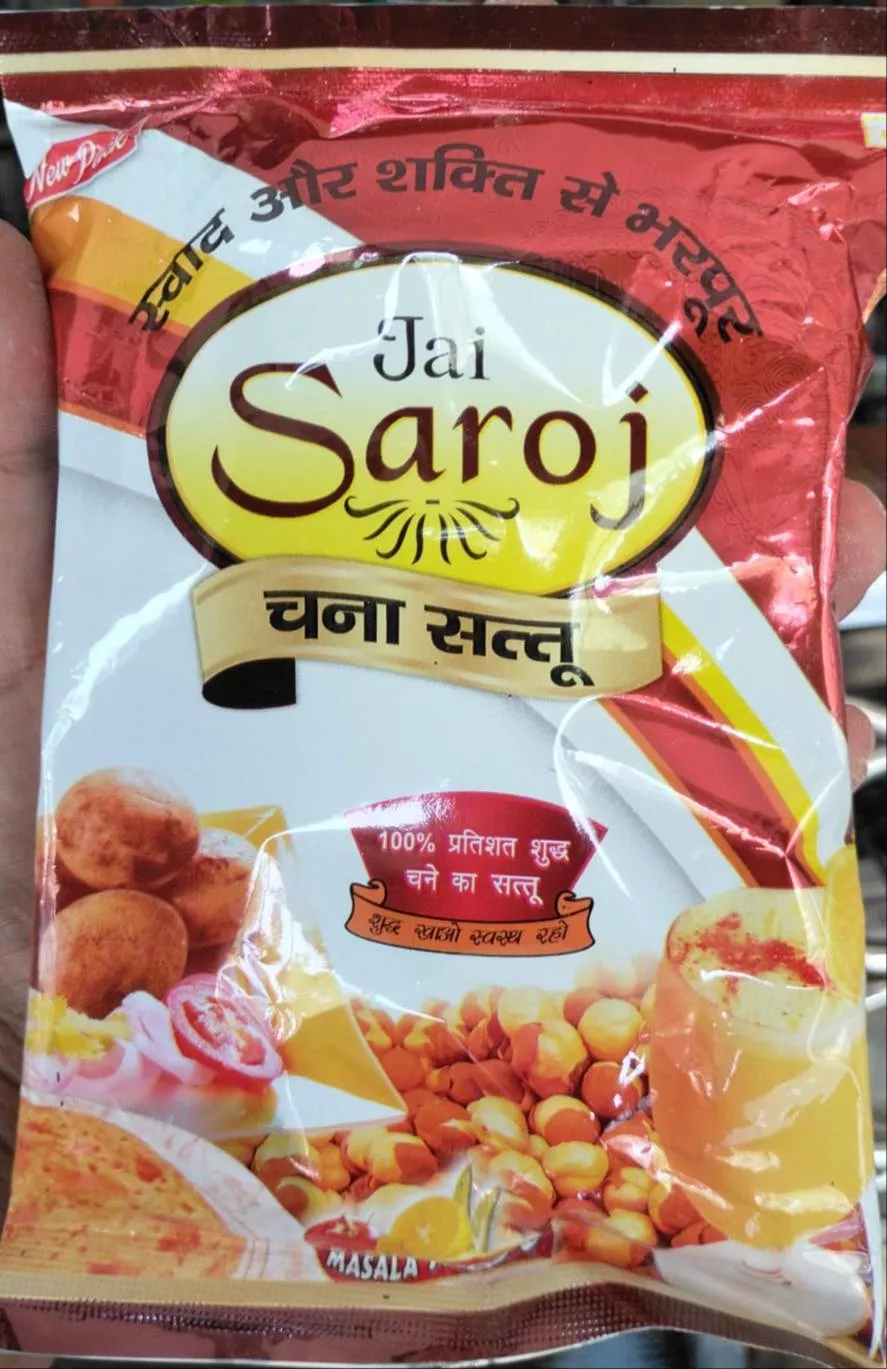 New Pack
स्वाद और शक्ति से भरपूर
Jai
Saroj
चना सत्तू
100% प्रतिशत शुद्ध
चने का सत्तू
शुद्ध खाओ स्वस्थ रहो
MASALA